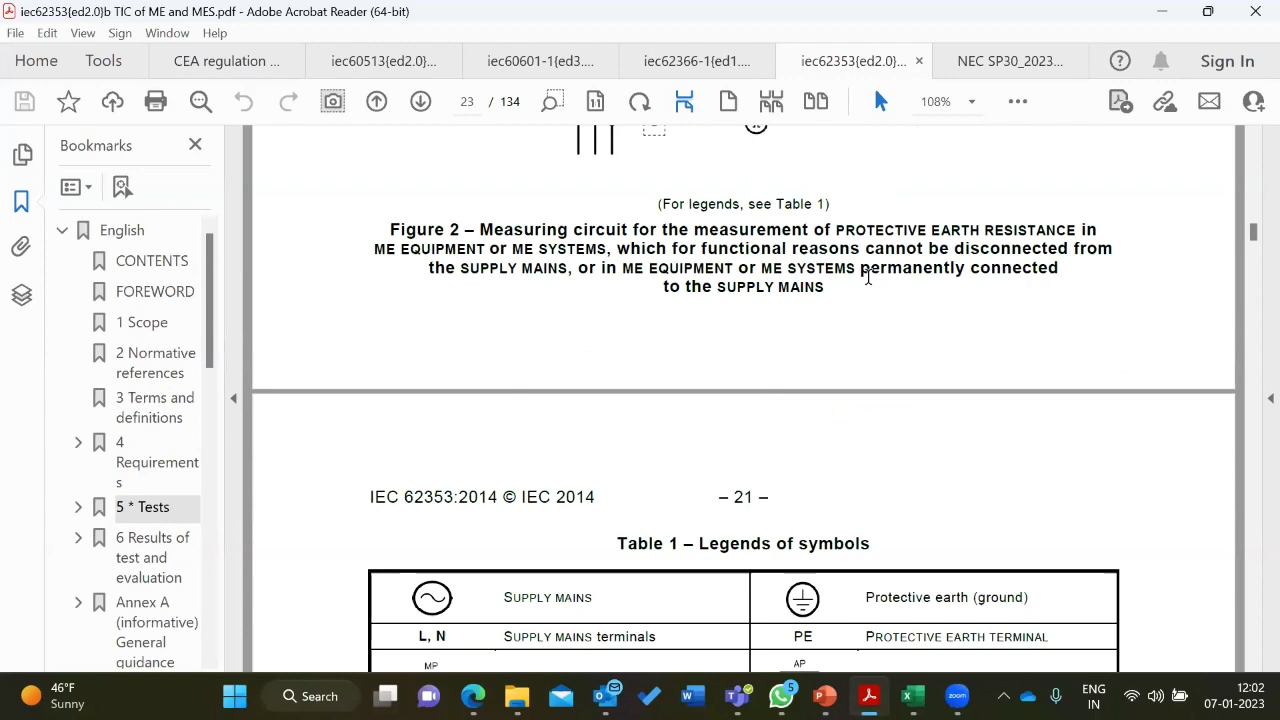 iec62353{ed2.0}b TIC of ME and MES.pdf - Adobe Acrobat Reader (64-bit)
File Edit View Sign Window Help
Home Tools CEA regulation ... iec60513{ed2.0}... iec60601-1{ed3.... iec62366-1{ed1.... iec62353{ed2.0}... × NEC SP30_2023... Sign In
23 / 134 108%
Bookmarks
English
CONTENTS
FOREWORD
1 Scope
2 Normative
references
3 Terms and
definitions
4
Requirement
s
5 * Tests
6 Results of
test and
evaluation
Annex A
(informative)
General
guidance
(For legends, see Table 1)
Figure 2 – Measuring circuit for the measurement of PROTECTIVE EARTH RESISTANCE in
ME EQUIPMENT or ME SYSTEMS, which for functional reasons cannot be disconnected from
the SUPPLY MAINS, or in ME EQUIPMENT or ME SYSTEMS permanently connected
to the SUPPLY MAINS
IEC 62353:2014 © IEC 2014 – 21 –
Table 1 – Legends of symbols
SUPPLY MAINS Protective earth (ground)
L, N SUPPLY MAINS terminals PE PROTECTIVE EARTH TERMINAL
MP AP
46°F
Sunny
Search
5
zoom
ENG
IN
12:02
07-01-2023